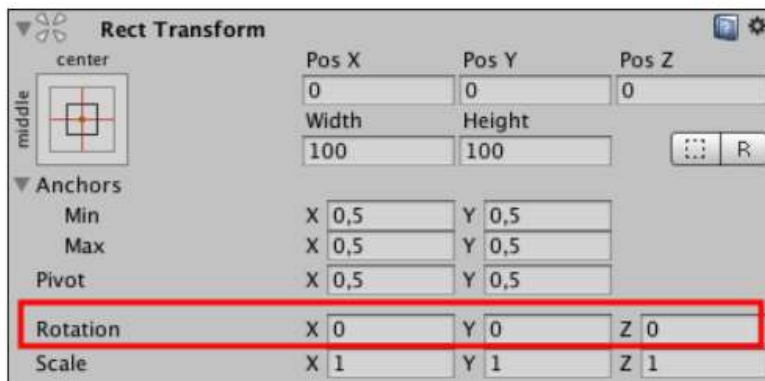 Rect Transform
center
Pos X Pos Y Pos Z
middle
0 0 0
Width Height
100 100 R
Anchors
Min X 0,5 Y 0,5
Max X 0,5 Y 0,5
Pivot X 0,5 Y 0,5
Rotation X 0 Y 0 Z 0
Scale X 1 Y 1 Z 1